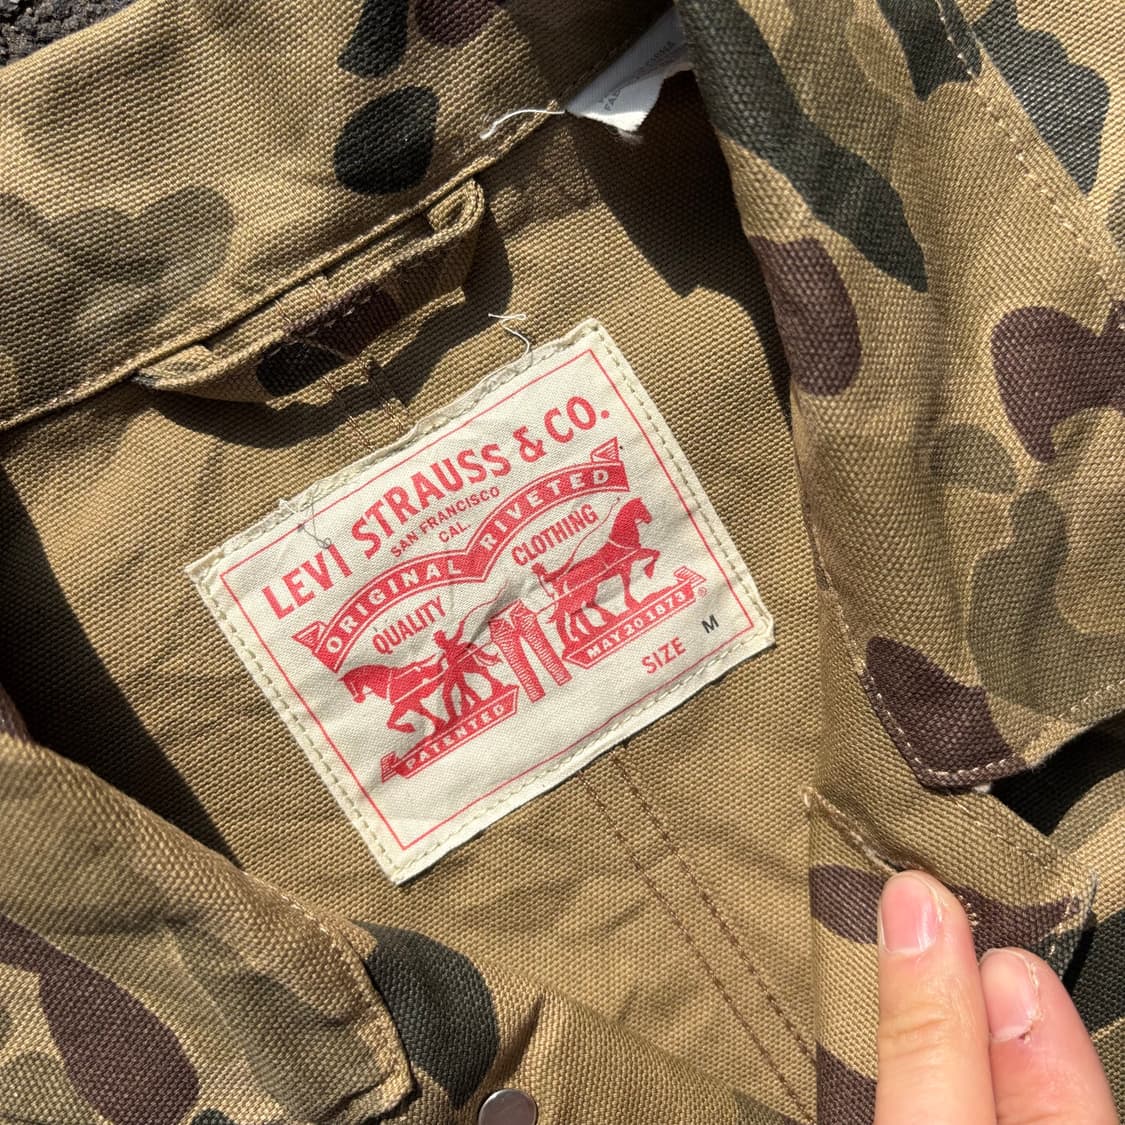 LEVI STRAUSS & CO.
SAN FRANCISCO
CAL.
ORIGINAL RIVETED
QUALITY CLOTHING
PATENTED MAY 20 1873 ®
SIZE M